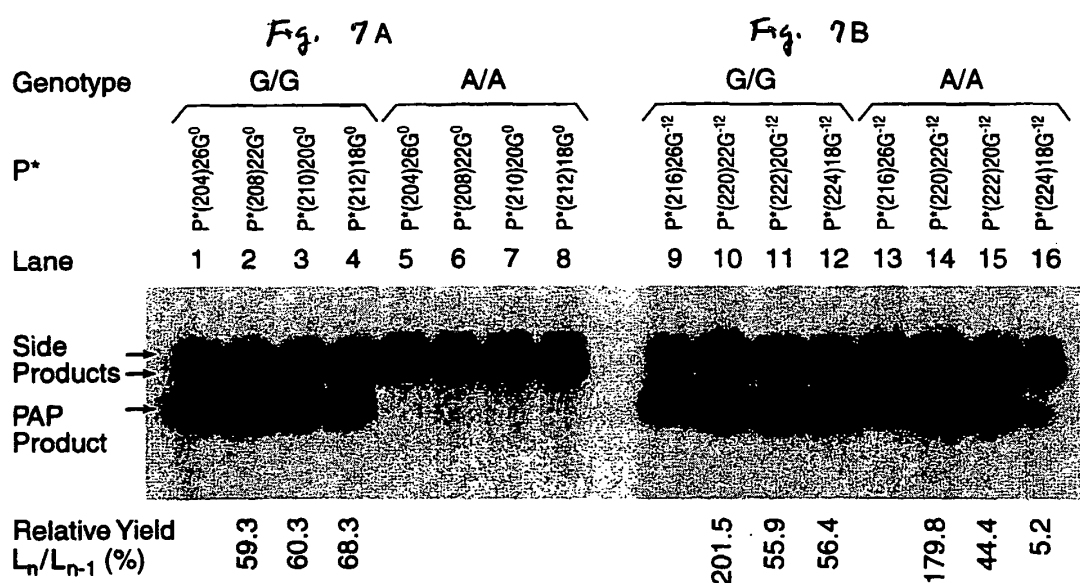 Fig. 7A Fig. 7B
Genotype G/G A/A G/G A/A
P* P*(204)26G⁰ P*(208)22G⁰ P*(210)20G⁰ P*(212)18G⁰ P*(204)26G⁰ P*(208)22G⁰ P*(210)20G⁰ P*(212)18G⁰ P*(216)26G⁻¹² P*(220)22G⁻¹² P*(222)20G⁻¹² P*(224)18G⁻¹² P*(216)26G⁻¹² P*(220)22G⁻¹² P*(222)20G⁻¹² P*(224)18G⁻¹²
Lane 1 2 3 4 5 6 7 8 9 10 11 12 13 14 15 16
Side
Products
PAP
Product
Relative Yield 59.3 60.3 68.3 201.5 55.9 56.4 179.8 44.4 5.2
Lₙ/Lₙ₋₁ (%)